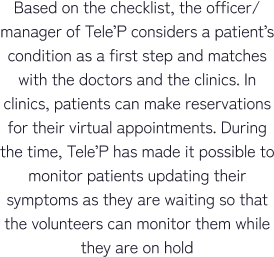 Based on the checklist, the officer/
manager of Tele’P considers a patient’s
condition as a first step and matches
with the doctors and the clinics. In
clinics, patients can make reservations
for their virtual appointments. During
the time, Tele’P has made it possible to
monitor patients updating their
symptoms as they are waiting so that
the volunteers can monitor them while
they are on hold